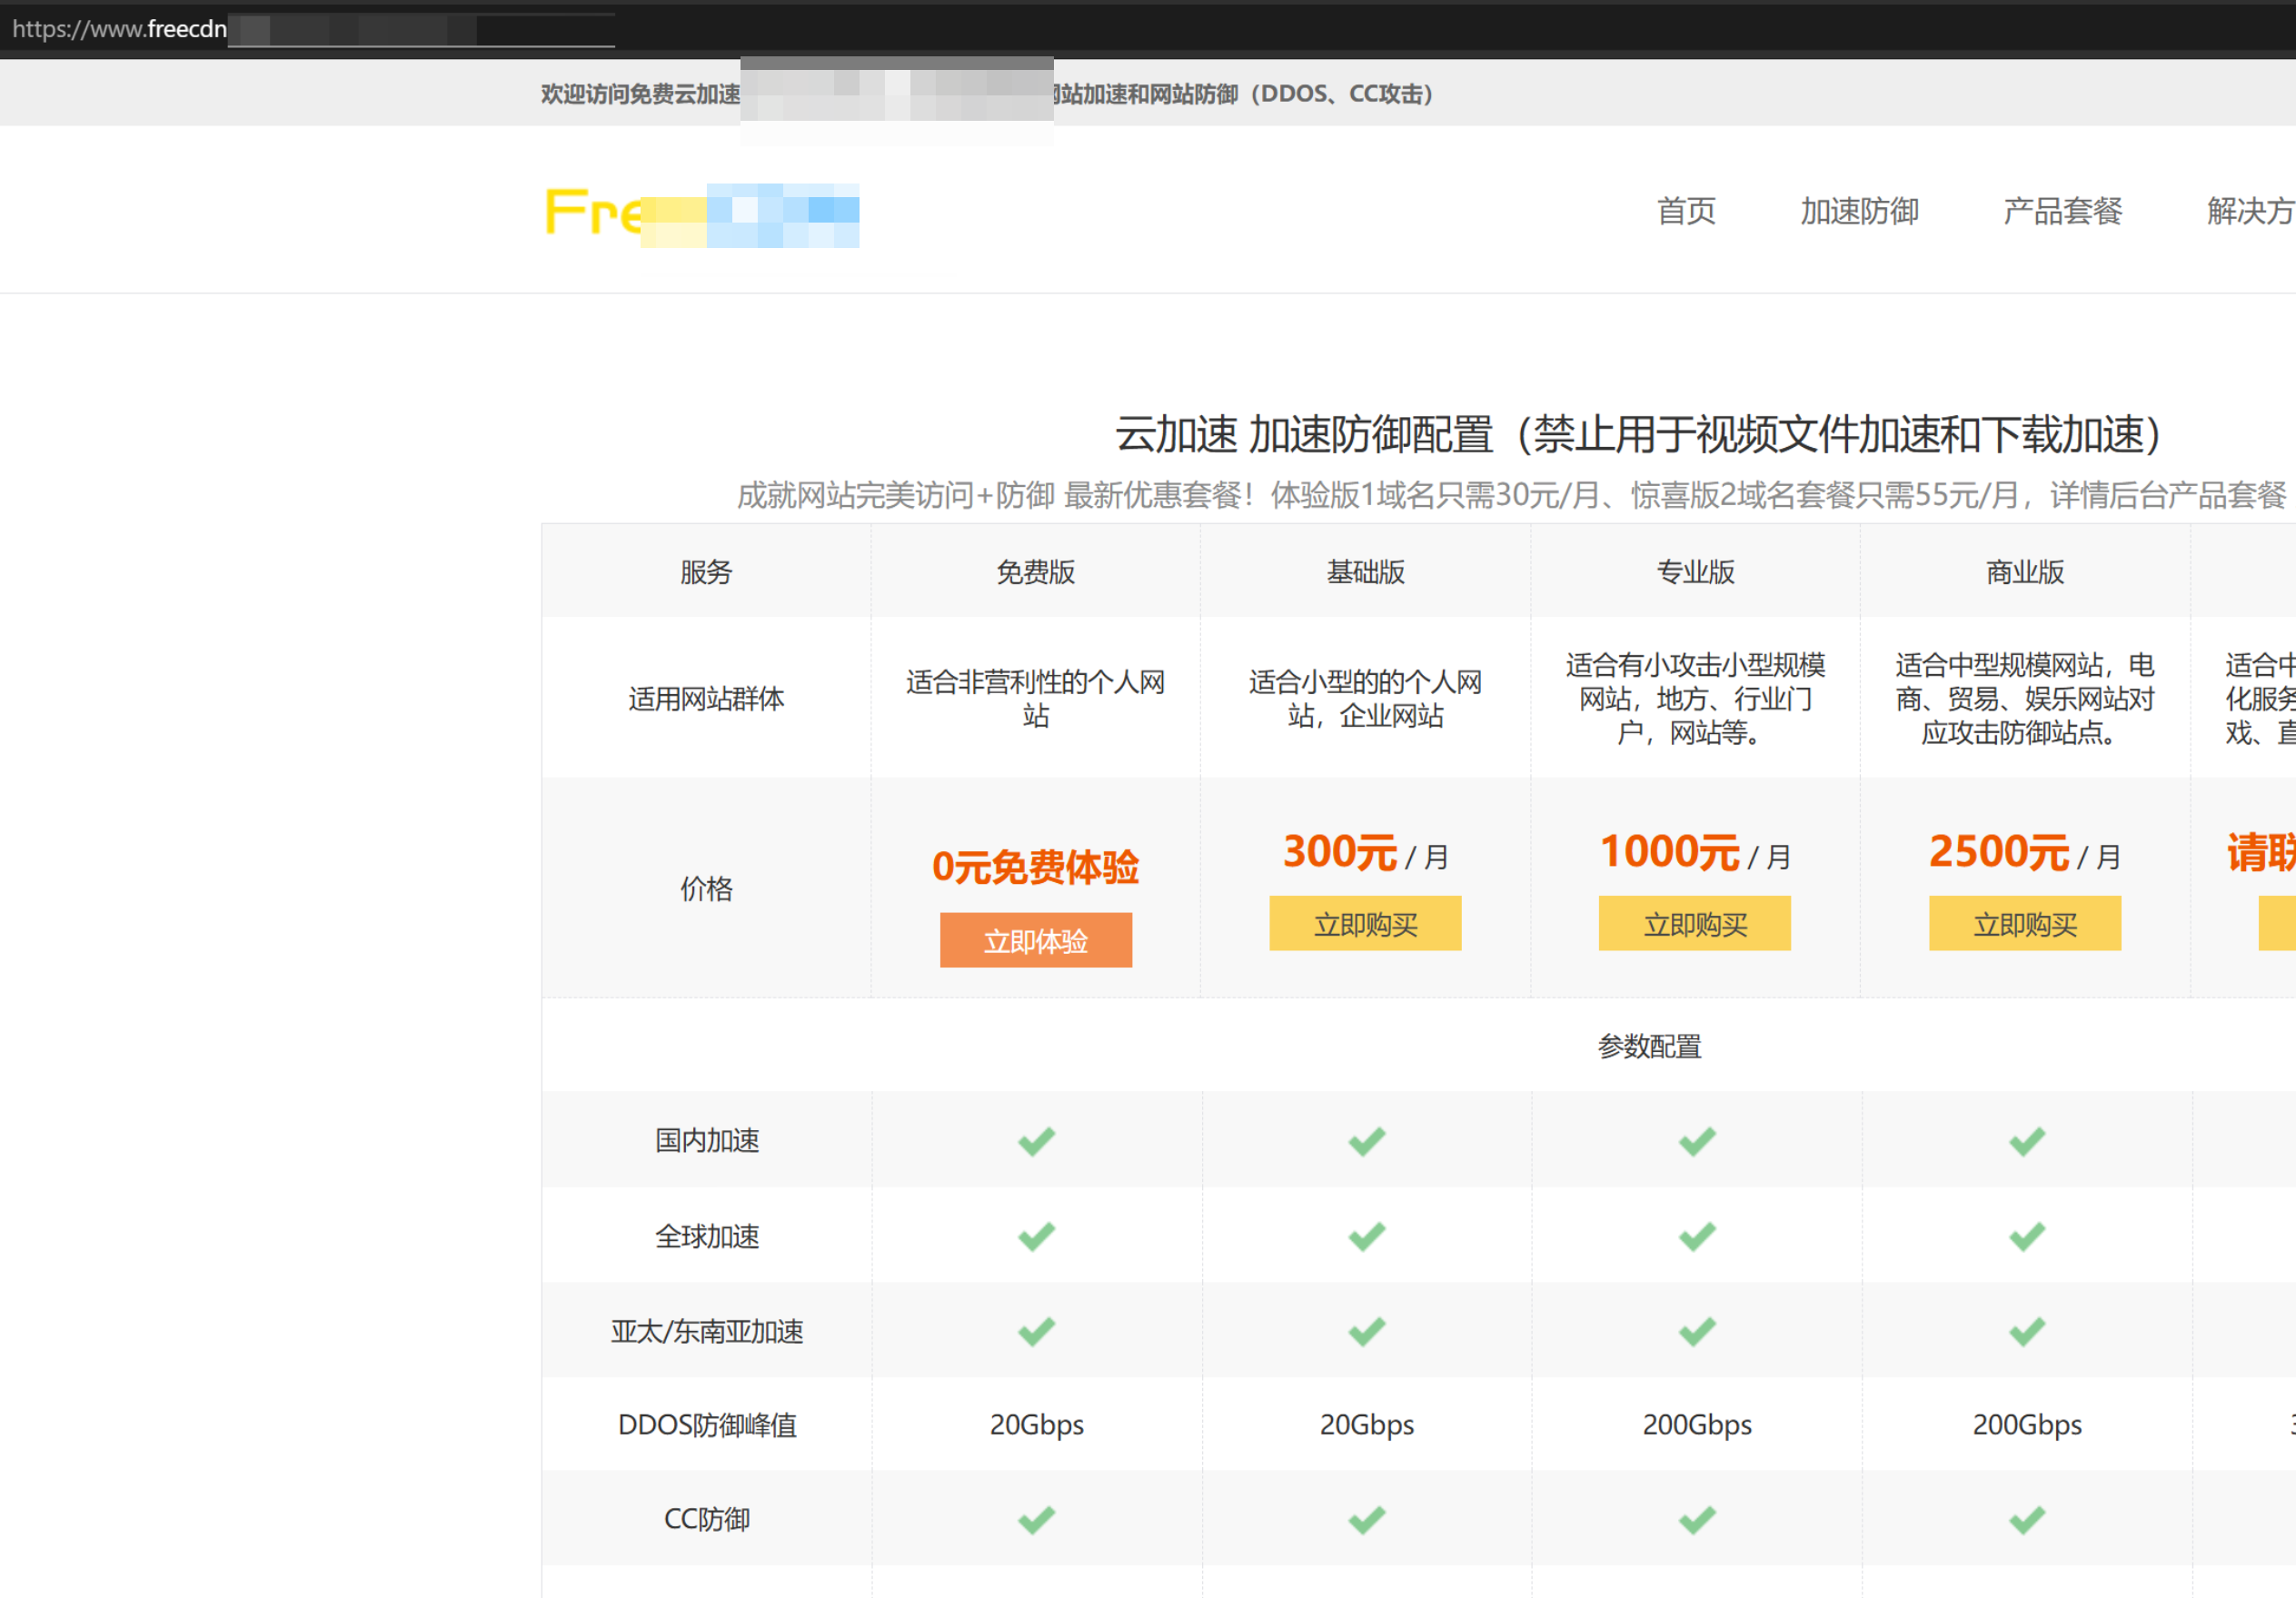 https://www.freecdn
欢迎访问免费云加速
网站加速和网站防御（DDOS、CC攻击）
Fre
首页 加速防御 产品套餐 解决方
云加速 加速防御配置（禁止用于视频文件加速和下载加速）
成就网站完美访问+防御 最新优惠套餐！体验版1域名只需30元/月、惊喜版2域名套餐只需55元/月，详情后台产品套餐
服务 免费版 基础版 专业版 商业版
适用网站群体
适合非营利性的个人网
站
适合小型的的个人网
站，企业网站
适合有小攻击小型规模
网站，地方、行业门
户，网站等。
适合中型规模网站，电
商、贸易、娱乐网站对
应攻击防御站点。
适合中
化服务
戏、直
价格
0元免费体验
立即体验
300元 / 月
立即购买
1000元 / 月
立即购买
2500元 / 月
立即购买
请联
参数配置
国内加速
全球加速
亚太/东南亚加速
DDOS防御峰值 20Gbps 20Gbps 200Gbps 200Gbps
CC防御